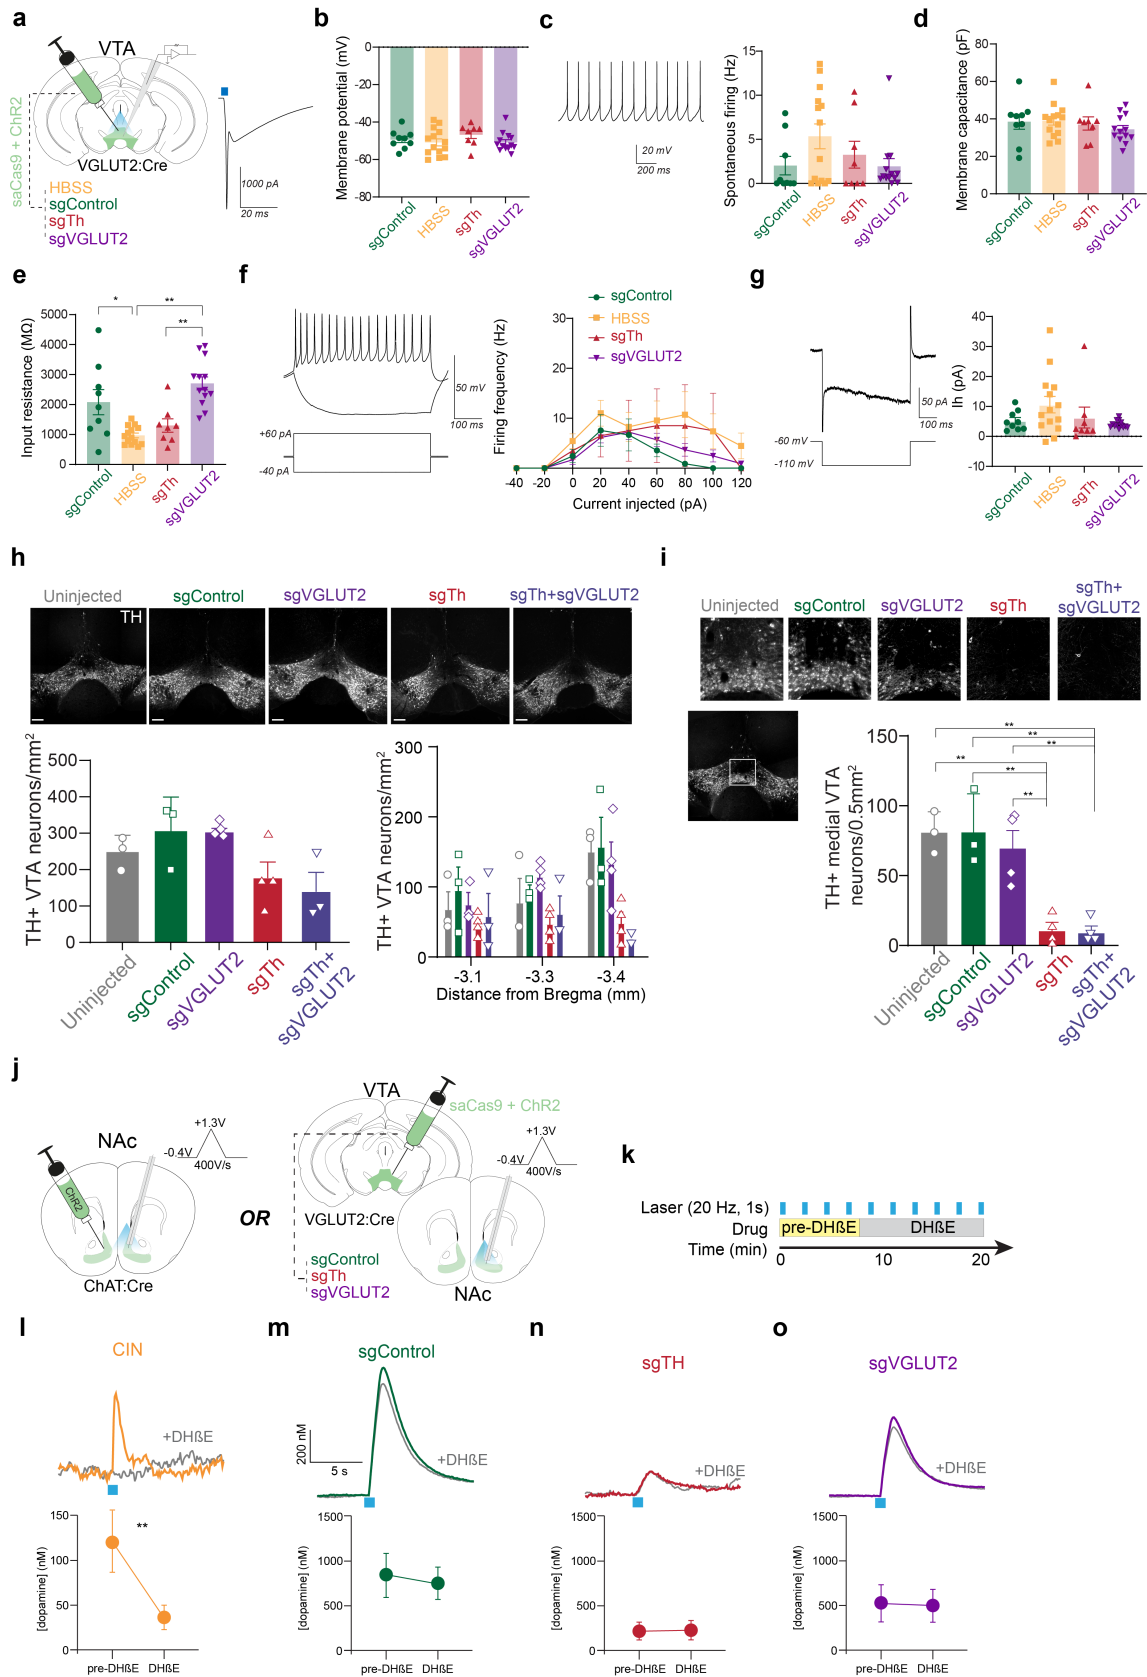 a
VTA
saCas9 + ChR2
VGLUT2:Cre
HBSS
sgControl
sgTh
sgVGLUT2
1000 pA
20 ms
b
Membrane potential (mV)
0
-20
-40
-60
-80
sgControl
HBSS
sgTh
sgVGLUT2
c
20 mV
200 ms
Spontaneous firing (Hz)
15
10
5
0
sgControl
HBSS
sgTh
sgVGLUT2
d
Membrane capacitance (pF)
80
60
40
20
0
sgControl
HBSS
sgTh
sgVGLUT2
e
Input resistance (MΩ)
5000
4000
3000
2000
1000
0
*
**
**
sgControl
HBSS
sgTh
sgVGLUT2
f
50 mV
100 ms
+60 pA
-40 pA
sgControl
HBSS
sgTh
sgVGLUT2
Firing frequency (Hz)
30
20
10
-40 -20 0 20 40 60 80 100 120
Current injected (pA)
g
50 pA
100 ms
-60 mV
-110 mV
Ih (pA)
40
30
20
10
0
-10
sgControl
HBSS
sgTh
sgVGLUT2
h
Uninjected
sgControl
sgVGLUT2
sgTh
sgTh+sgVGLUT2
TH
TH+ VTA neurons/mm2
500
400
300
200
100
0
Uninjected
sgControl
sgVGLUT2
sgTh
sgTh+
sgVGLUT2
TH+ VTA neurons/mm2
300
200
100
0
-3.1 -3.3 -3.4
Distance from Bregma (mm)
i
Uninjected
sgControl
sgVGLUT2
sgTh
sgTh+
sgVGLUT2
TH+ medial VTA
neurons/0.5mm2
150
100
50
0
**
**
**
**
**
**
Uninjected
sgControl
sgVGLUT2
sgTh
sgTh+
sgVGLUT2
j
NAc
+1.3V
-0.4V
400V/s
ChR2
ChAT:Cre
OR
VTA
saCas9 + ChR2
+1.3V
-0.4V
400V/s
VGLUT2:Cre
sgControl
sgTh
sgVGLUT2
NAc
k
Laser (20 Hz, 1s)
Drug pre-DHßE DHßE
Time (min)
0 10 20
l
CIN
+DHßE
[dopamine] (nM)
150
100
50
0
**
pre-DHßE DHßE
m
sgControl
200 nM
5 s
+DHßE
[dopamine] (nM)
1500
1000
500
0
pre-DHßE DHßE
n
sgTH
+DHßE
[dopamine] (nM)
1500
1000
500
0
pre-DHßE DHßE
o
sgVGLUT2
+DHßE
[dopamine] (nM)
1500
1000
500
0
pre-DHßE DHßE